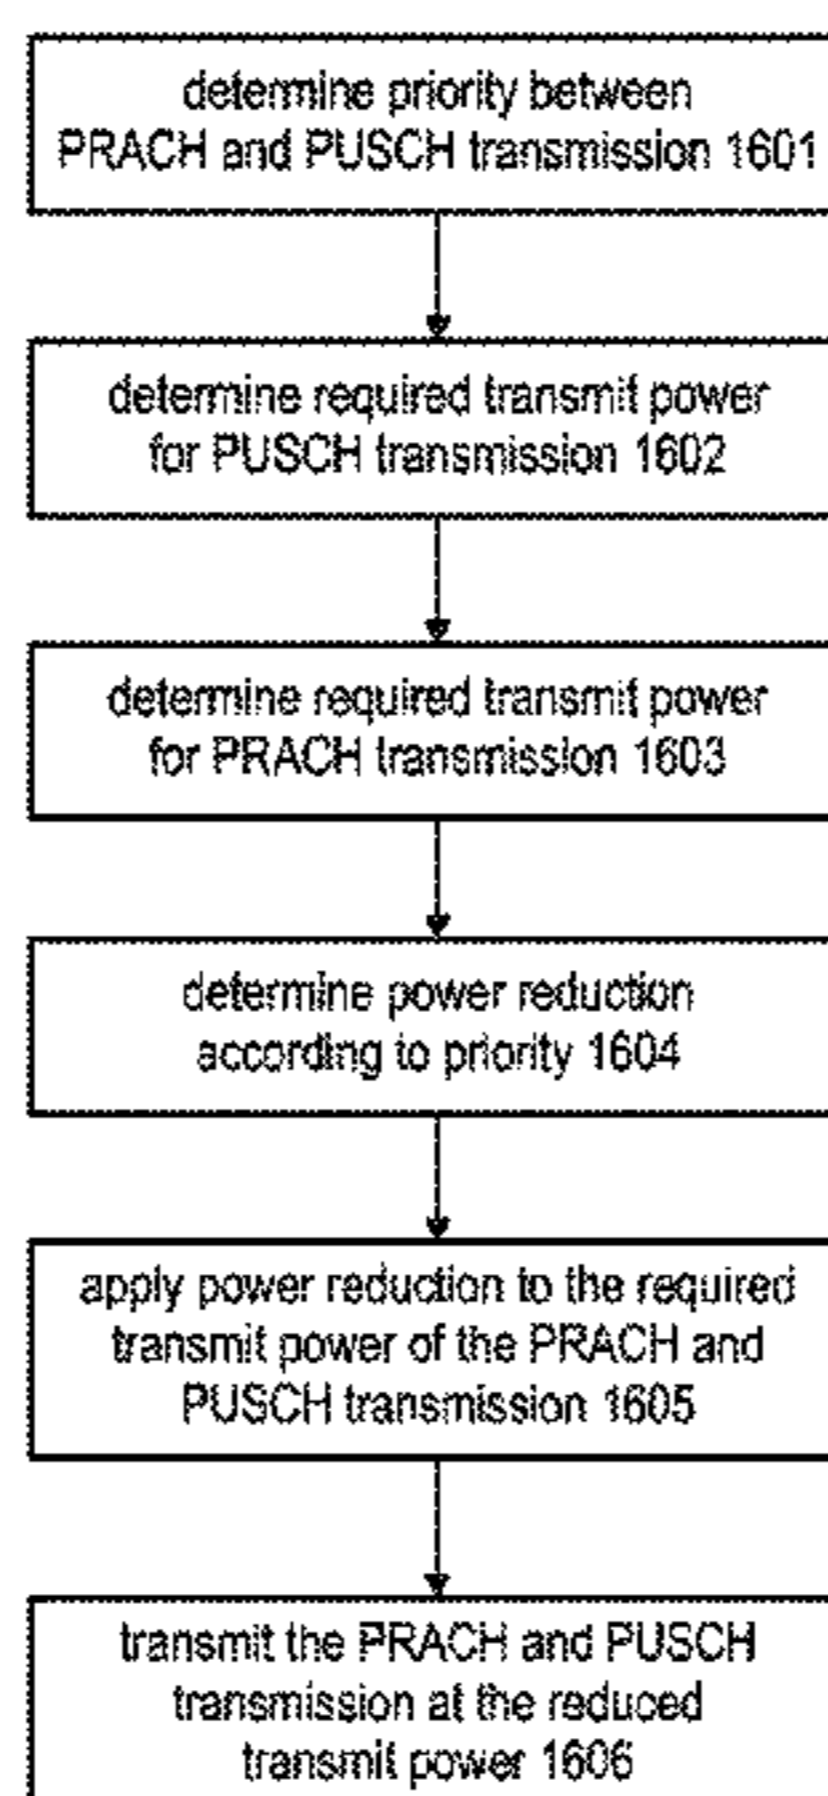 determine priority between
PRACH and PUSCH transmission 1601
determine required transmit power
for PUSCH transmission 1602
determine required transmit power
for PRACH transmission 1603
determine power reduction
according to priority 1604
apply power reduction to the required
transmit power of the PRACH and
PUSCH transmission 1605
transmit the PRACH and PUSCH
transmission at the reduced
transmit power 1606